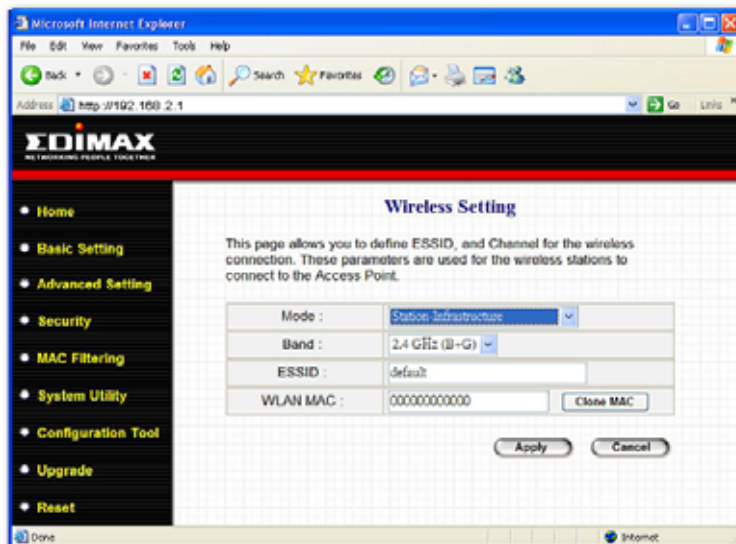 Microsoft Internet Explorer
File Edit View Favorites Tools Help
Back Search Favorites
Address http://192.168.2.1 Go Links »
EDIMAX
NETWORKING PEOPLE TOGETHER
Home
Basic Setting
Advanced Setting
Security
MAC Filtering
System Utility
Configuration Tool
Upgrade
Reset
Wireless Setting
This page allows you to define ESSID, and Channel for the wireless
connection. These parameters are used for the wireless stations to
connect to the Access Point.
Mode : Station-Infrastructure
Band : 2.4 GHz (B+G)
ESSID : default
WLAN MAC : 000000000000 Clone MAC
Apply Cancel
Done Internet